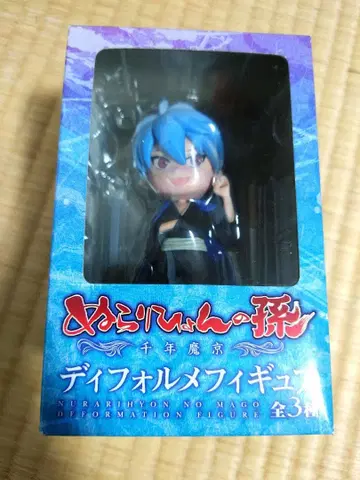 ぬらりひょんの孫
千年魔京
ディフォルメフィギュア
NURARIHYON NO MAGO
DEFORMATION FIGURE
全3種